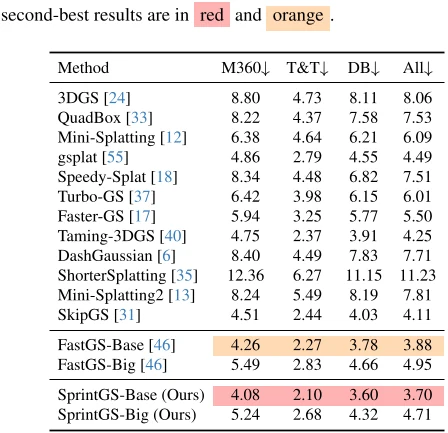 second-best results are in red and orange .
Method M360↓ T&T↓ DB↓ All↓
3DGS [24] 8.80 4.73 8.11 8.06
QuadBox [33] 8.22 4.37 7.58 7.53
Mini-Splatting [12] 6.38 4.64 6.21 6.09
gsplat [55] 4.86 2.79 4.55 4.49
Speedy-Splat [18] 8.34 4.48 6.82 7.51
Turbo-GS [37] 6.42 3.98 6.15 6.01
Faster-GS [17] 5.94 3.25 5.77 5.50
Taming-3DGS [40] 4.75 2.37 3.91 4.25
DashGaussian [6] 8.40 4.49 7.83 7.71
ShorterSplatting [35] 12.36 6.27 11.15 11.23
Mini-Splatting2 [13] 8.24 5.49 8.19 7.81
SkipGS [31] 4.51 2.44 4.03 4.11
FastGS-Base [46] 4.26 2.27 3.78 3.88
FastGS-Big [46] 5.49 2.83 4.66 4.95
SprintGS-Base (Ours) 4.08 2.10 3.60 3.70
SprintGS-Big (Ours) 5.24 2.68 4.32 4.71